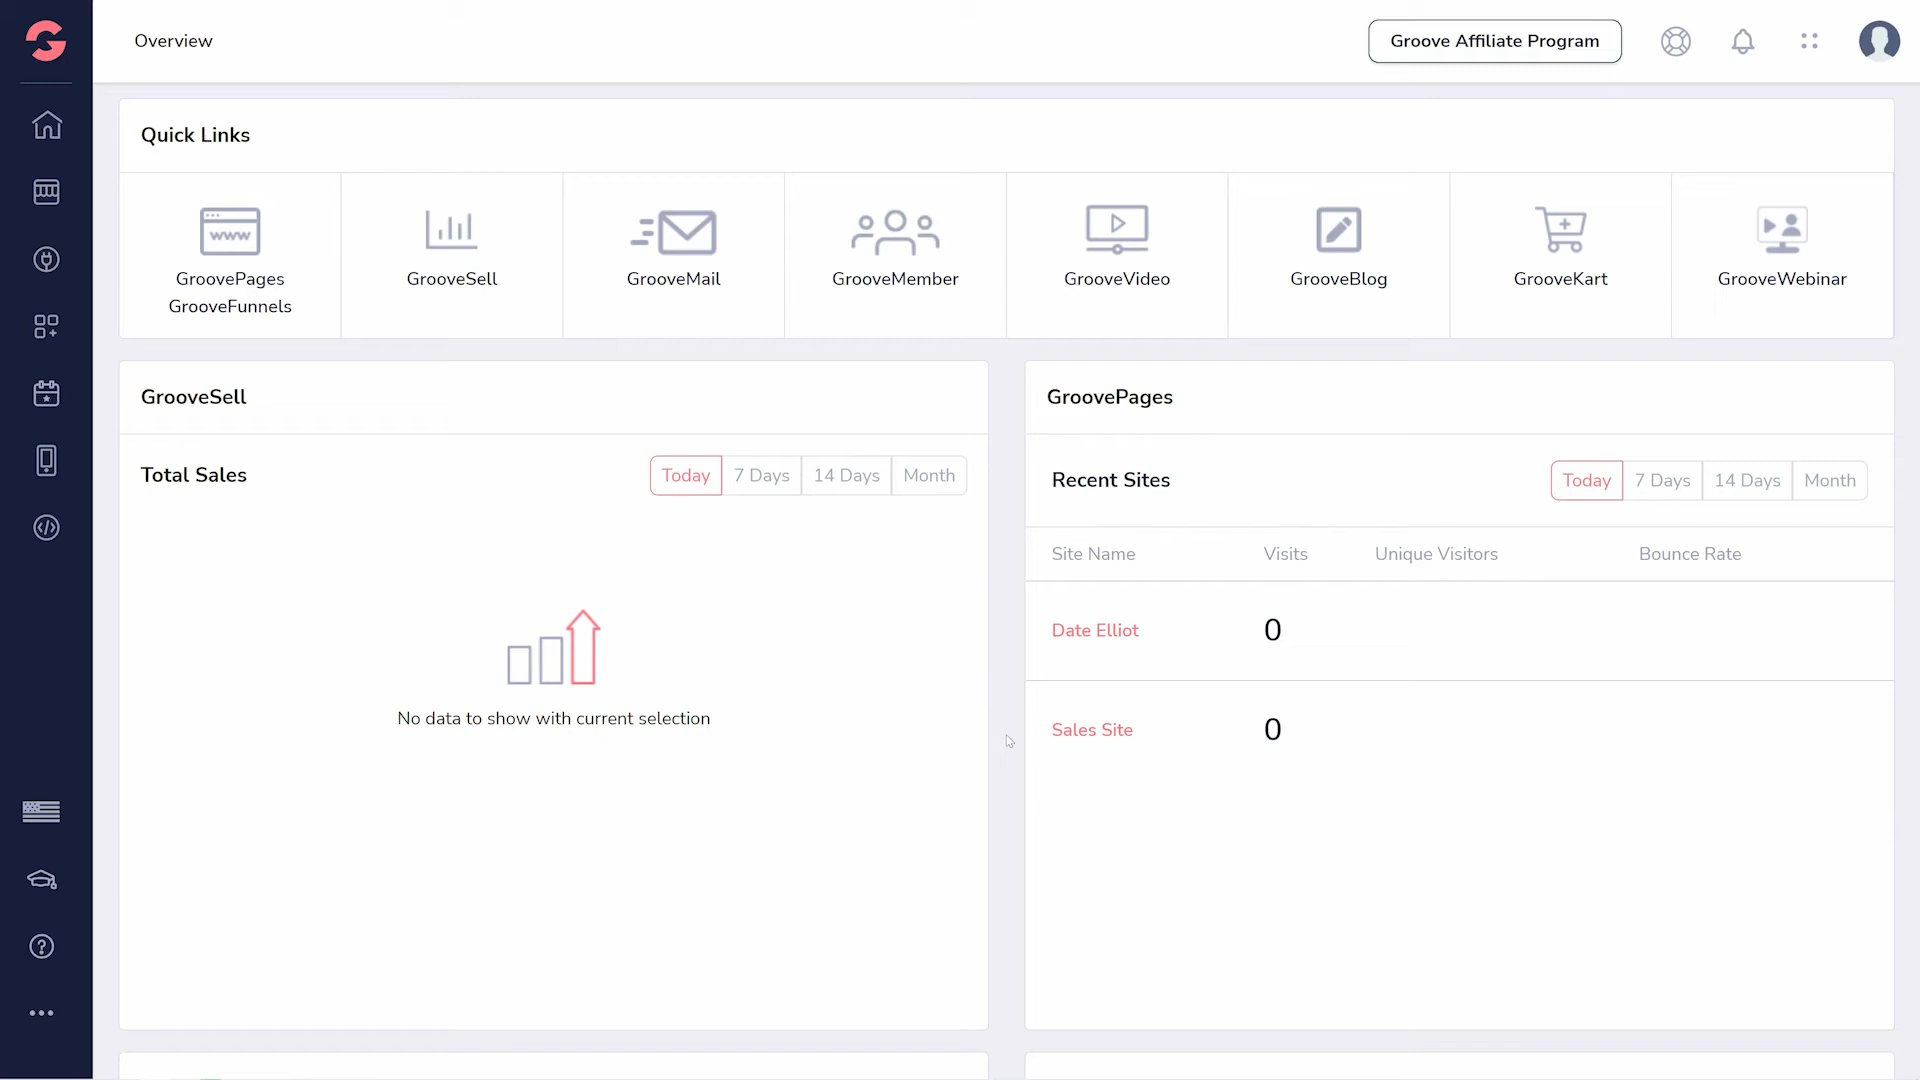 Overview
Groove Affiliate Program
Quick Links
www
GroovePages
GrooveFunnels
GrooveSell
GrooveMail
GrooveMember
GrooveVideo
GrooveBlog
GrooveKart
GrooveWebinar
GrooveSell
Total Sales
Today 7 Days 14 Days Month
No data to show with current selection
GroovePages
Recent Sites
Today 7 Days 14 Days Month
Site Name Visits Unique Visitors Bounce Rate
Date Elliot 0
Sales Site 0